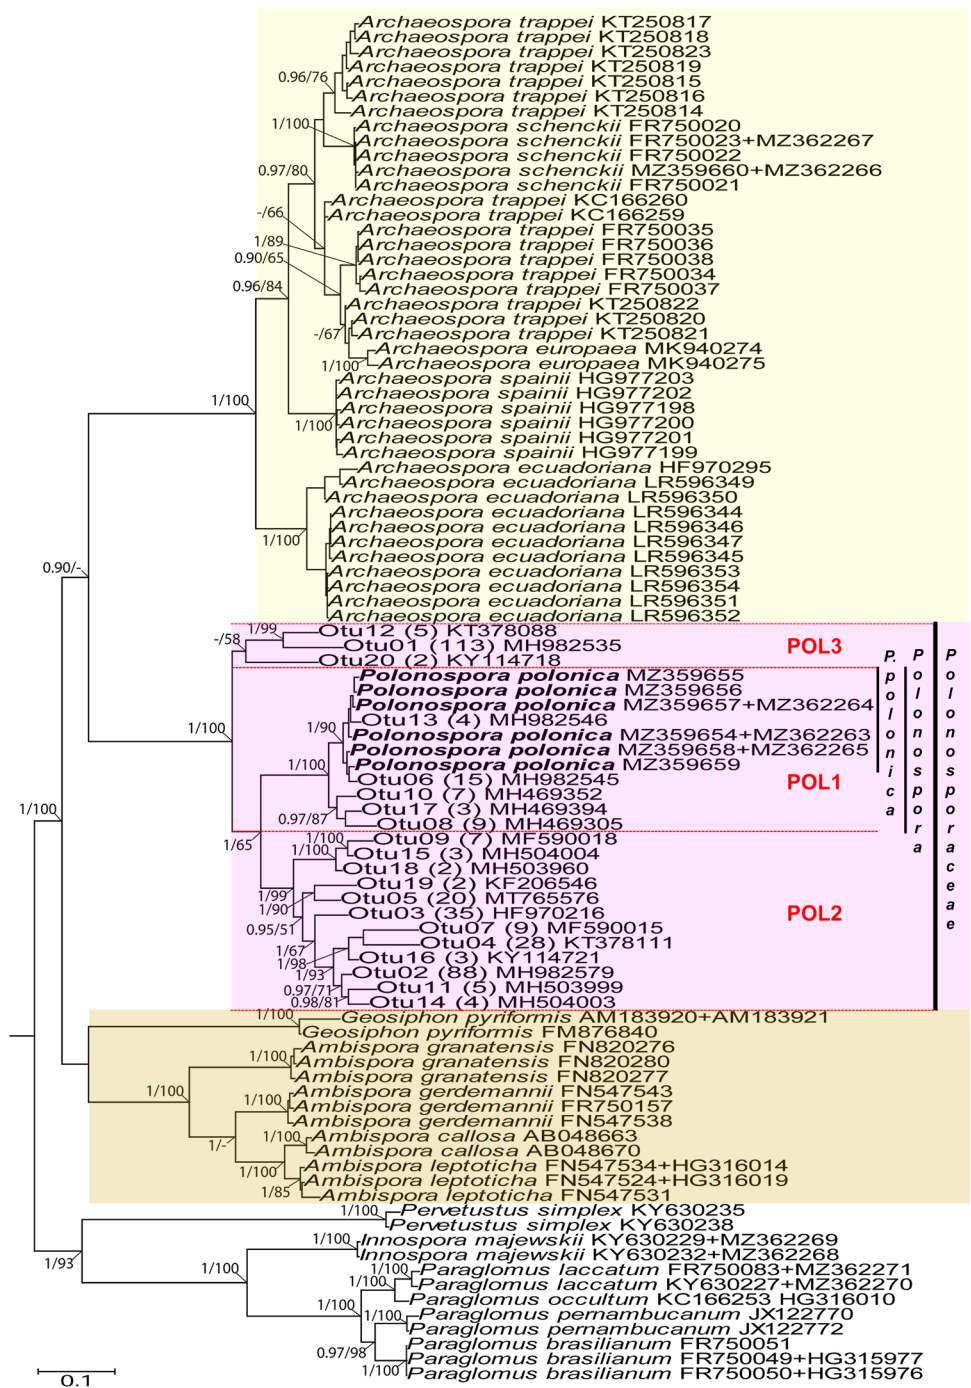 Archaeospora trappei KT250817
Archaeospora trappei KT250818
Archaeospora trappei KT250823
Archaeospora trappei KT250819
0.96/76
Archaeospora trappei KT250815
Archaeospora trappei KT250816
Archaeospora trappei KT250814
1/100
Archaeospora schenckii FR750020
Archaeospora schenckii FR750023+MZ362267
Archaeospora schenckii FR750022
0.97/80
Archaeospora schenckii MZ359660+MZ362266
Archaeospora schenckii FR750021
Archaeospora trappei KC166260
-/66
Archaeospora trappei KC166259
Archaeospora trappei FR750035
1/89
Archaeospora trappei FR750036
0.90/65
Archaeospora trappei FR750038
Archaeospora trappei FR750034
0.96/84
Archaeospora trappei FR750037
Archaeospora trappei KT250822
Archaeospora trappei KT250820
-/67
Archaeospora trappei KT250821
Archaeospora europaea MK940274
1/100
Archaeospora europaea MK940275
Archaeospora spainii HG977203
Archaeospora spainii HG977202
1/100
Archaeospora spainii HG977198
1/100
Archaeospora spainii HG977200
Archaeospora spainii HG977201
Archaeospora spainii HG977199
Archaeospora ecuadoriana HF970295
Archaeospora ecuadoriana LR596349
Archaeospora ecuadoriana LR596350
Archaeospora ecuadoriana LR596344
Archaeospora ecuadoriana LR596346
1/100
Archaeospora ecuadoriana LR596347
Archaeospora ecuadoriana LR596345
0.90/-
Archaeospora ecuadoriana LR596353
Archaeospora ecuadoriana LR596354
Archaeospora ecuadoriana LR596351
Archaeospora ecuadoriana LR596352
1/99
Otu12 (5) KT378088
-/58
Otu01 (113) MH982535
POL3
Otu20 (2) KY114718
Polonospora polonica MZ359655
Polonospora polonica MZ359656
Polonospora polonica MZ359657+MZ362264
Otu13 (4) MH982546
1/90
1/100
Polonospora polonica MZ359654+MZ362263
Polonospora polonica MZ359658+MZ362265
1/100
Polonospora polonica MZ359659
Otu06 (15) MH982545
POL1
Otu10 (7) MH469352
1/100
Otu17 (3) MH469394
0.97/87
Otu08 (9) MH469305
P. polonica
Polonospora
Polonosporaceae
1/65
1/100
Otu09 (7) MF590018
1/100
Otu15 (3) MH504004
Otu18 (2) MH503960
1/99
Otu19 (2) KF206546
1/90
Otu05 (20) MT765576
0.95/51
Otu03 (35) HF970216
POL2
Otu07 (9) MF590015
1/67
Otu04 (28) KT378111
1/98
Otu16 (3) KY114721
1/93
Otu02 (88) MH982579
0.97/71
Otu11 (5) MH503999
0.98/81
Otu14 (4) MH504003
1/100
Geosiphon pyriformis AM183920+AM183921
Geosiphon pyriformis FM876840
Ambispora granatensis FN820276
1/100
Ambispora granatensis FN820280
Ambispora granatensis FN820277
1/100
Ambispora gerdemannii FN547543
1/100
Ambispora gerdemannii FR750157
Ambispora gerdemannii FN547538
1/100
Ambispora callosa AB048663
1/-
Ambispora callosa AB048670
1/100
Ambispora leptoticha FN547534+HG316014
Ambispora leptoticha FN547524+HG316019
1/85
Ambispora leptoticha FN547531
1/100
Pervetustus simplex KY630235
Pervetustus simplex KY630238
1/100
Innospora majewskii KY630229+MZ362269
Innospora majewskii KY630232+MZ362268
1/93
1/100
1/100
Paraglomus laccatum FR750083+MZ362271
1/100
Paraglomus laccatum KY630227+MZ362270
Paraglomus occultum KC166253 HG316010
1/100
1/100
Paraglomus pernambucanum JX122770
Paraglomus pernambucanum JX122772
0.97/98
Paraglomus brasilianum FR750051
1/100
Paraglomus brasilianum FR750049+HG315977
Paraglomus brasilianum FR750050+HG315976
0.1